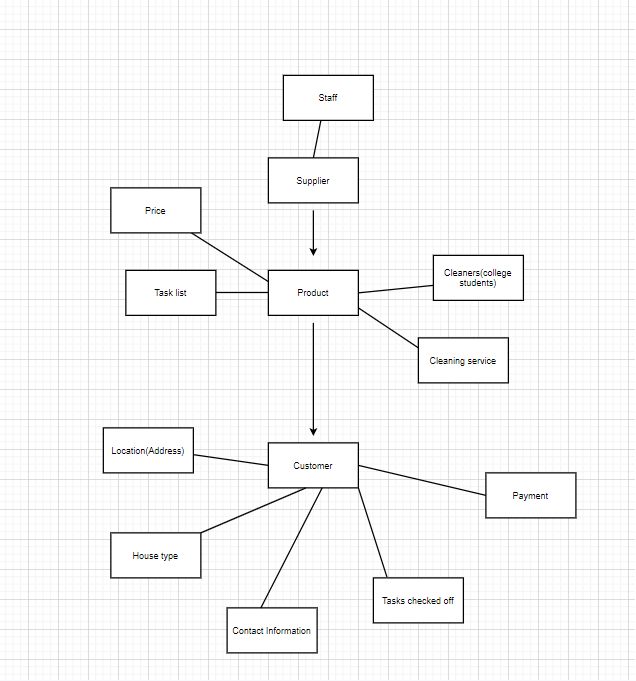 Staff
Supplier
Price
Cleaners(college
students)
Task list
Product
Cleaning service
Location(Address)
Customer
Payment
House type
Tasks checked off
Contact Information